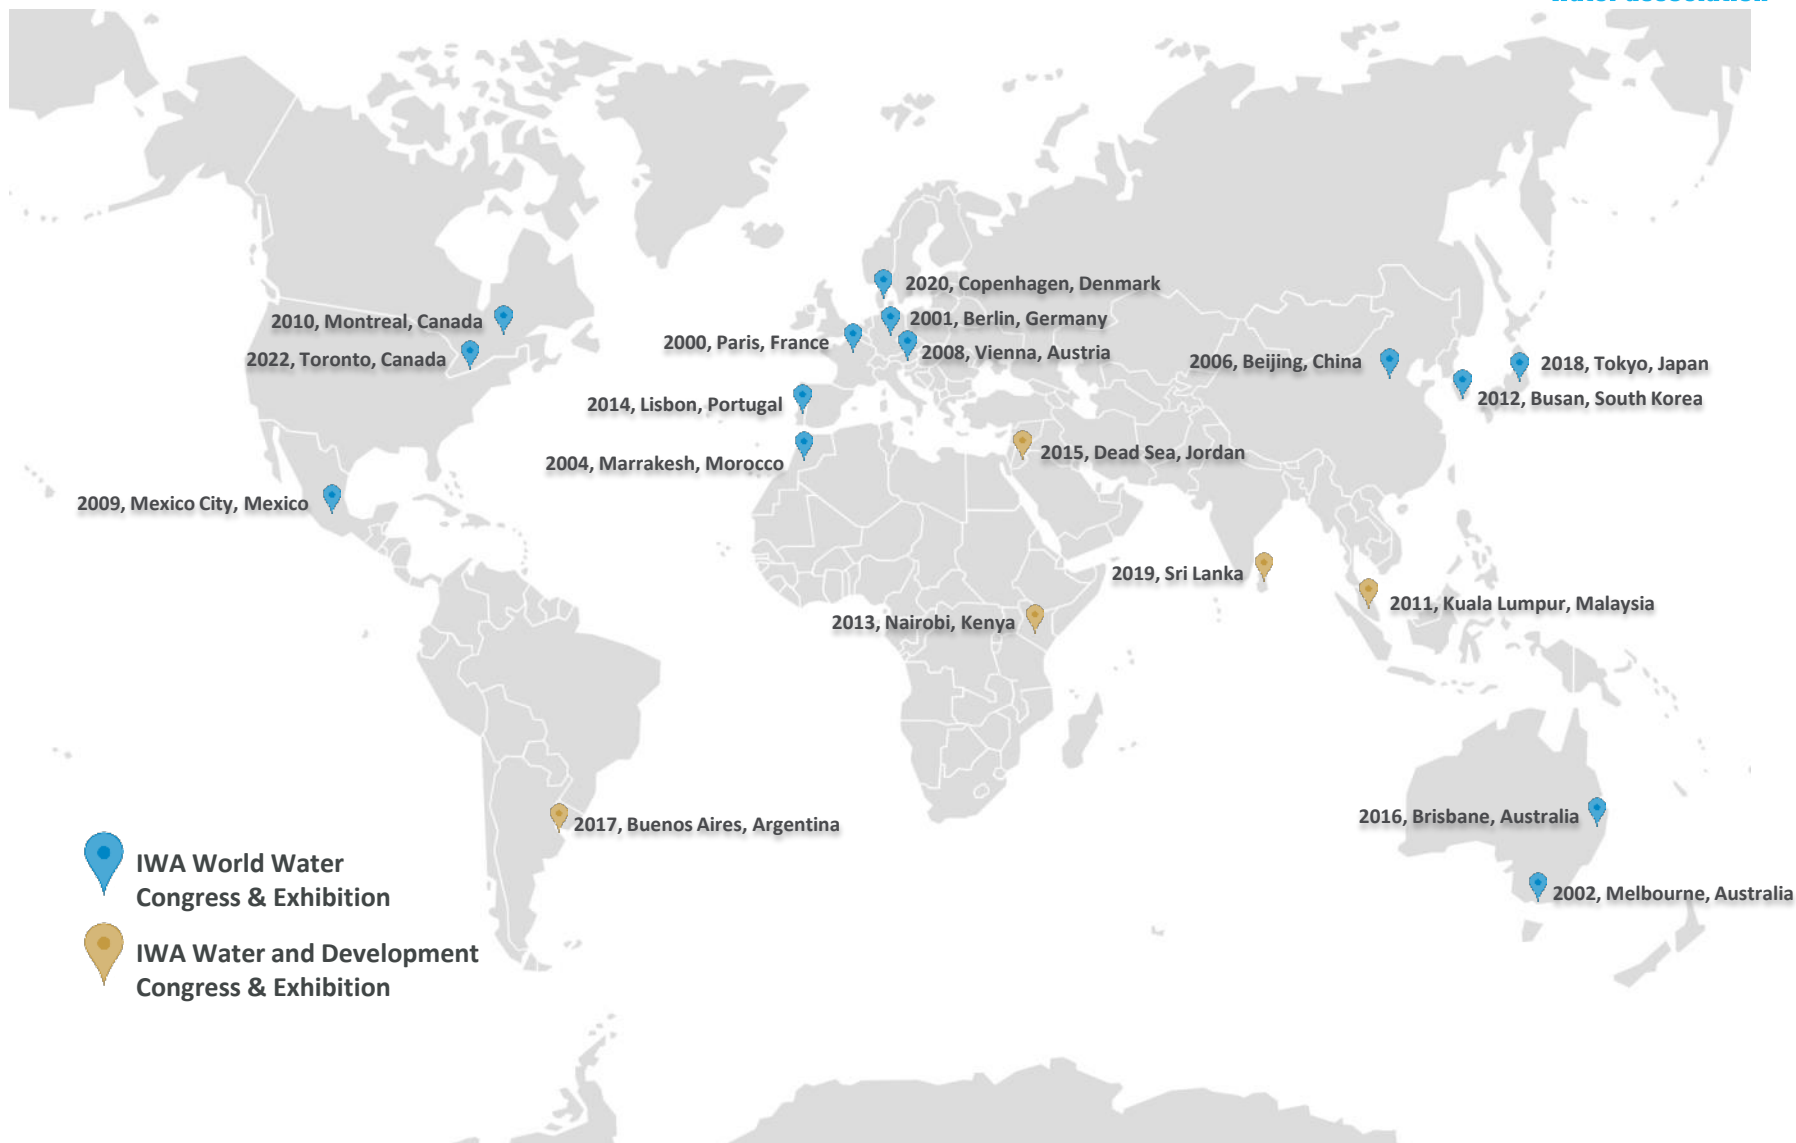 2020, Copenhagen, Denmark
2010, Montreal, Canada
2001, Berlin, Germany
2000, Paris, France
2008, Vienna, Austria
2022, Toronto, Canada
2006, Beijing, China
2018, Tokyo, Japan
2012, Busan, South Korea
2014, Lisbon, Portugal
2015, Dead Sea, Jordan
2004, Marrakesh, Morocco
2009, Mexico City, Mexico
2019, Sri Lanka
2011, Kuala Lumpur, Malaysia
2013, Nairobi, Kenya
2016, Brisbane, Australia
2017, Buenos Aires, Argentina
2002, Melbourne, Australia
IWA World Water
Congress & Exhibition
IWA Water and Development
Congress & Exhibition